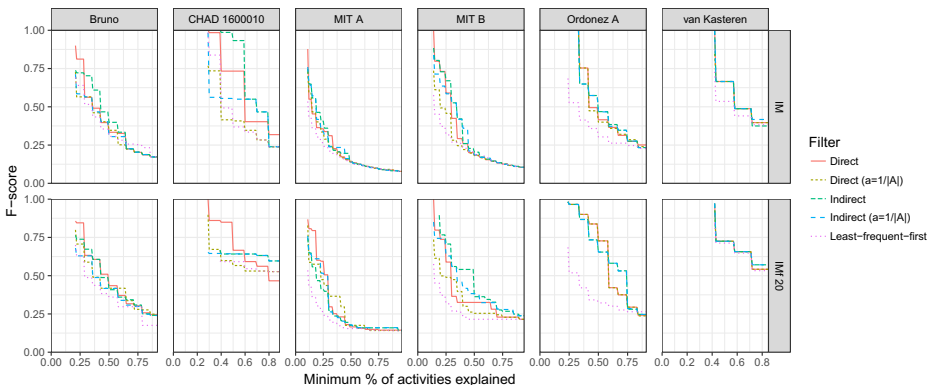 Bruno CHAD 1600010 MIT A MIT B Ordonez A van Kasteren
1.00
0.75
0.50
0.25
0.00
IM
1.00
0.75
0.50
0.25
0.00
IMf 20
F-score
0.00 0.25 0.50 0.75 0.0 0.2 0.4 0.6 0.8 0.00 0.25 0.50 0.75 0.00 0.25 0.50 0.75 0.00 0.25 0.50 0.75 0.0 0.2 0.4 0.6 0.8
Minimum % of activities explained
Filter
Direct
Direct (a=1/|A|)
Indirect
Indirect (a=1/|A|)
Least-frequent-first